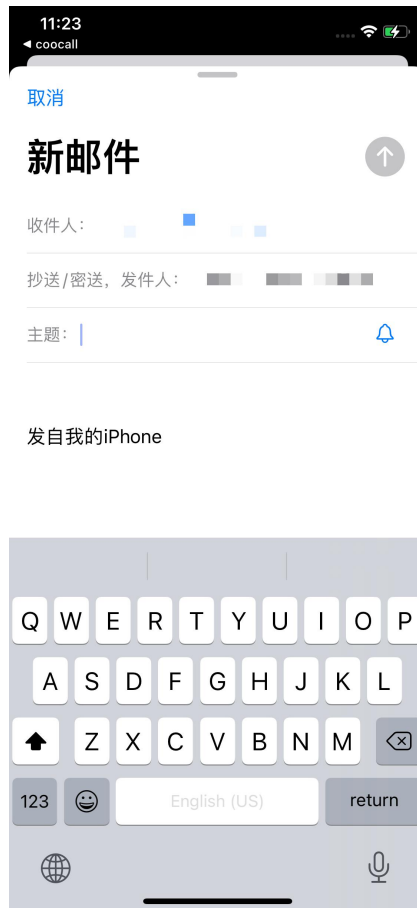 11:23
◀ coocall
取消
新邮件
收件人：
抄送/密送，发件人：
主题：
发自我的iPhone
Q W E R T Y U I O P
A S D F G H J K L
Z X C V B N M
123 English (US) return